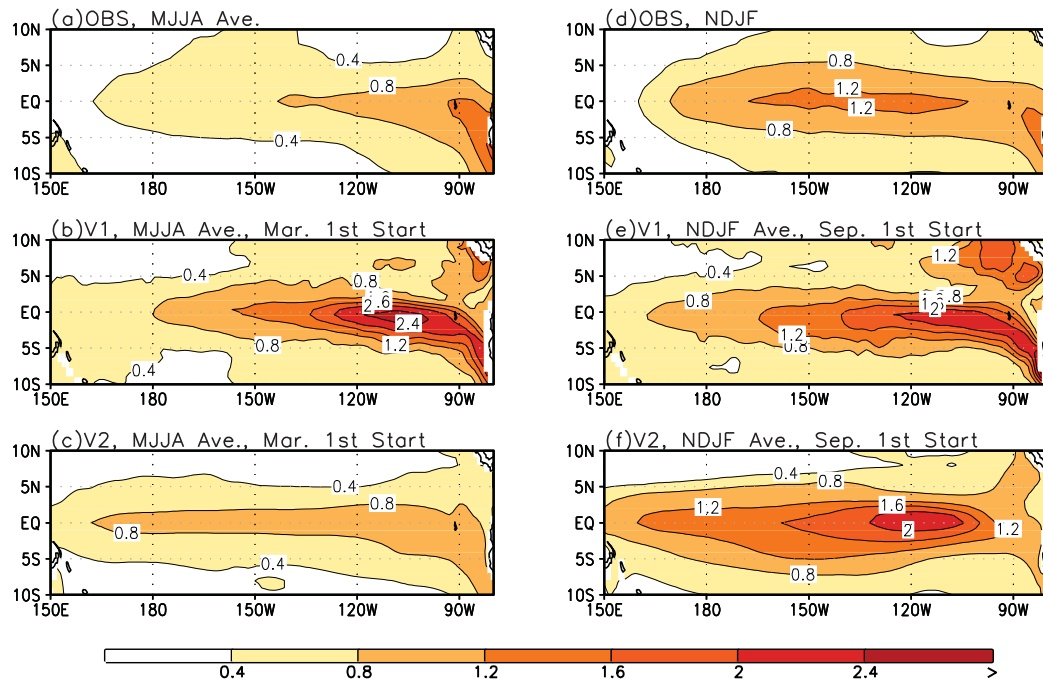 (a)OBS, MJJA Ave.
10N
5N
EQ
5S
10S
0.4
0.8
0.4
150E 180 150W 120W 90W
(d)OBS, NDJF
10N
5N
EQ
5S
10S
0.8
1.2
1.2
0.8
150E 180 150W 120W 90W
(b)V1, MJJA Ave., Mar. 1st Start
10N
5N
EQ
5S
10S
0.4
0.8
2
2.4
0.8
1.2
0.4
150E 180 150W 120W 90W
(e)V1, NDJF Ave., Sep. 1st Start
10N
5N
EQ
5S
10S
1.2
0.4
0.8
0.8
2
1.2
0.8
150E 180 150W 120W 90W
(c)V2, MJJA Ave., Mar. 1st Start
10N
5N
EQ
5S
10S
0.4
0.8
0.8
0.4
150E 180 150W 120W 90W
(f)V2, NDJF Ave., Sep. 1st Start
10N
5N
EQ
5S
10S
0.4
0.8
1.2
1.6
2
1.2
0.8
150E 180 150W 120W 90W
0.4 0.8 1.2 1.6 2 2.4 >